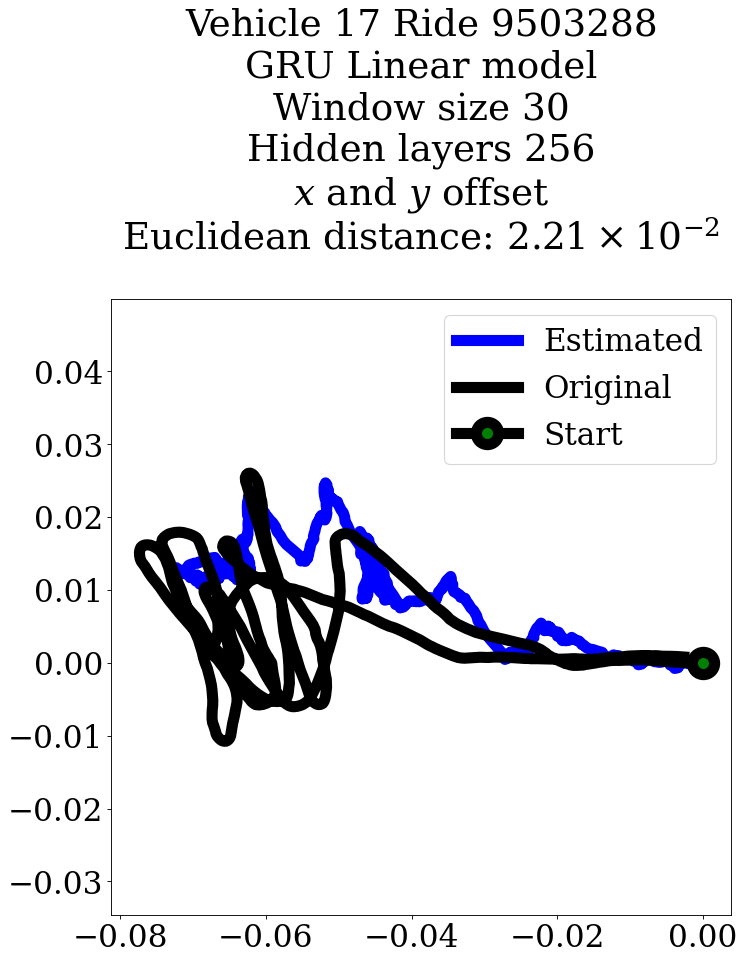 Vehicle 17 Ride 9503288
GRU Linear model
Window size 30
Hidden layers 256
x and y offset
Euclidean distance: 2.21 × 10⁻²
Estimated
Original
Start
0.04
0.03
0.02
0.01
0.00
−0.01
−0.02
−0.03
−0.08 −0.06 −0.04 −0.02 0.00